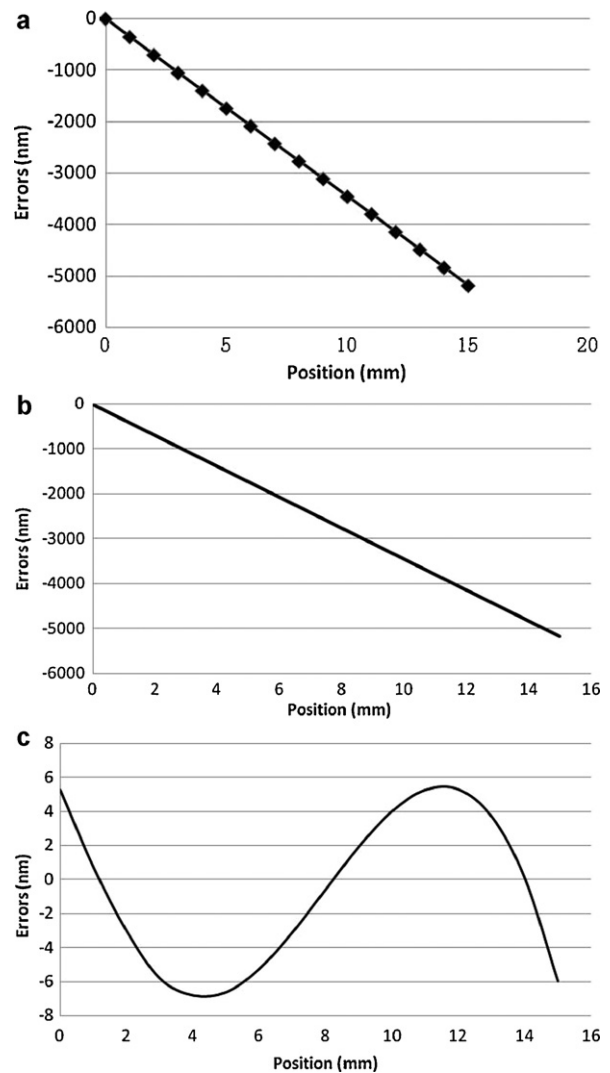 a
0
-1000
-2000
-3000
-4000
-5000
-6000
Errors (nm)
0 5 10 15 20
Position (mm)
b
0
-1000
-2000
-3000
-4000
-5000
-6000
Errors (nm)
0 2 4 6 8 10 12 14 16
Position (mm)
c
8
6
4
2
0
-2
-4
-6
-8
Errors (nm)
0 2 4 6 8 10 12 14 16
Position (mm)